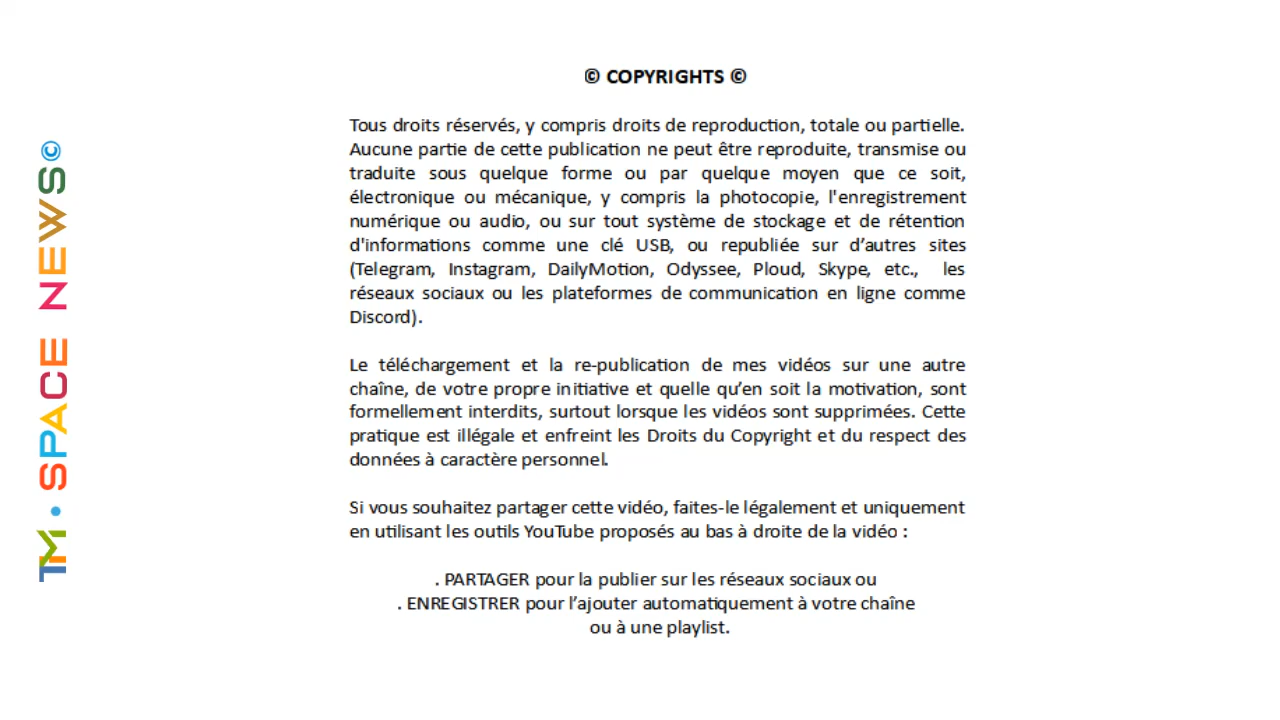 © COPYRIGHTS ©
Tous droits réservés, y compris droits de reproduction, totale ou partielle.
Aucune partie de cette publication ne peut être reproduite, transmise ou
traduite sous quelque forme ou par quelque moyen que ce soit,
électronique ou mécanique, y compris la photocopie, l'enregistrement
numérique ou audio, ou sur tout système de stockage et de rétention
d'informations comme une clé USB, ou republiée sur d’autres sites
(Telegram, Instagram, DailyMotion, Odyssee, Ploud, Skype, etc., les
réseaux sociaux ou les plateformes de communication en ligne comme
Discord).
Le téléchargement et la re-publication de mes vidéos sur une autre
chaîne, de votre propre initiative et quelle qu’en soit la motivation, sont
formellement interdits, surtout lorsque les vidéos sont supprimées. Cette
pratique est illégale et enfreint les Droits du Copyright et du respect des
données à caractère personnel.
Si vous souhaitez partager cette vidéo, faites-le légalement et uniquement
en utilisant les outils YouTube proposés au bas à droite de la vidéo :
. PARTAGER pour la publier sur les réseaux sociaux ou
. ENREGISTRER pour l’ajouter automatiquement à votre chaîne
ou à une playlist.
TM • SPACE NEWS©